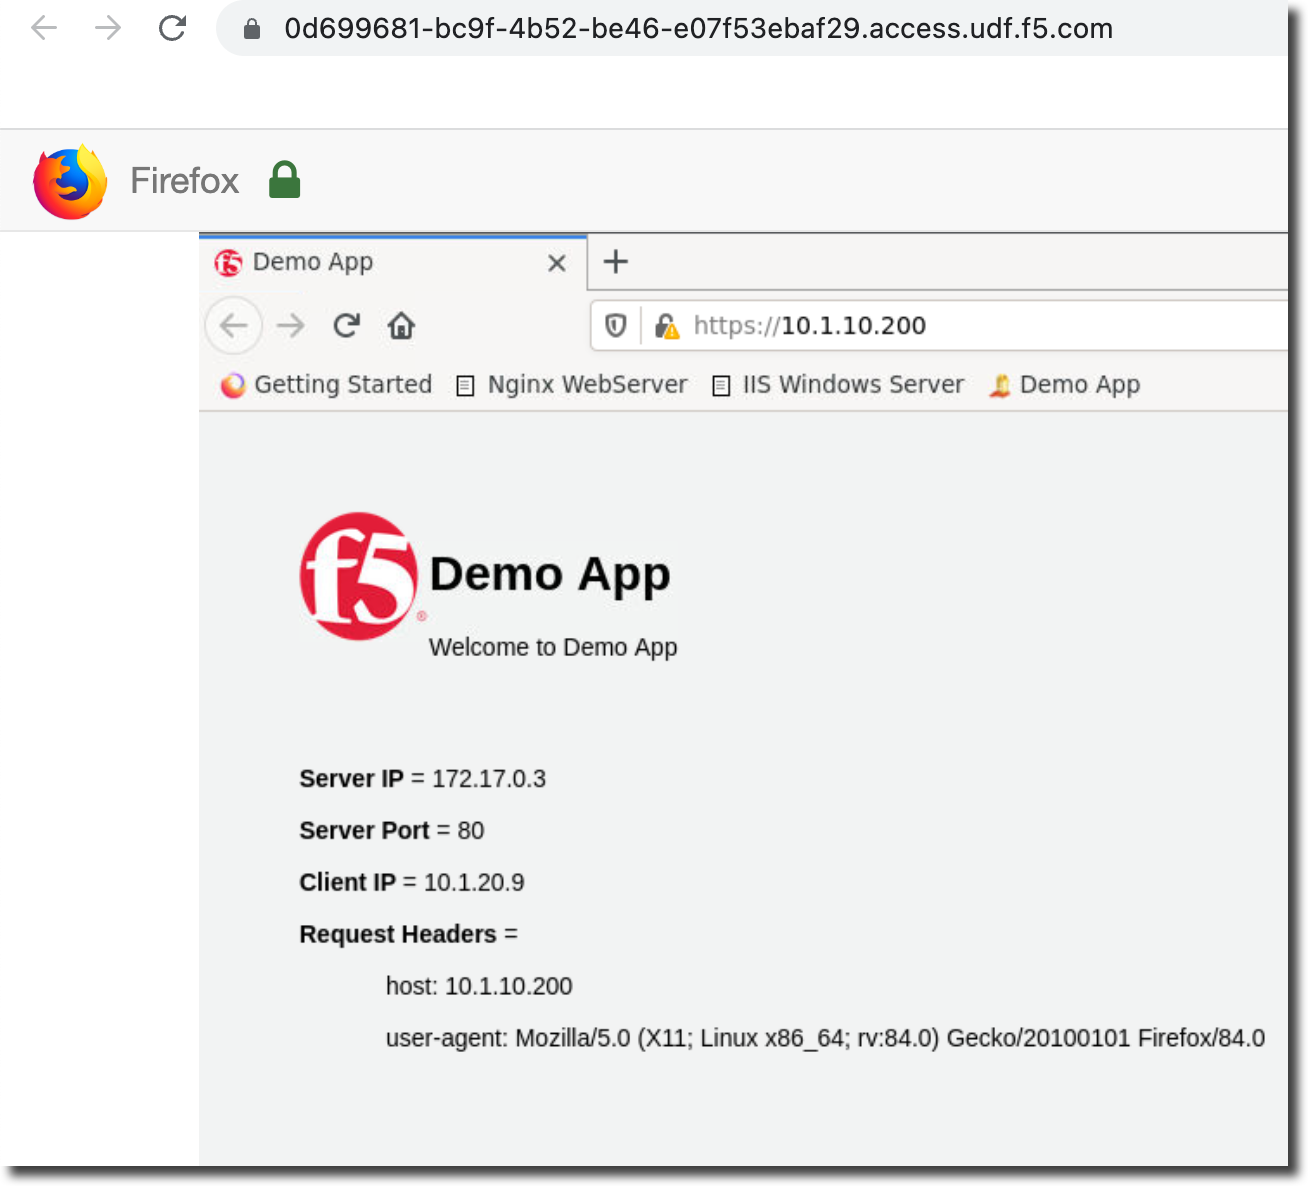 0d699681-bc9f-4b52-be46-e07f53ebaf29.access.udf.f5.com
Firefox
f5 Demo App
https://10.1.10.200
Getting Started Nginx WebServer IIS Windows Server Demo App
f5® Demo App
Welcome to Demo App
Server IP = 172.17.0.3
Server Port = 80
Client IP = 10.1.20.9
Request Headers =
host: 10.1.10.200
user-agent: Mozilla/5.0 (X11; Linux x86_64; rv:84.0) Gecko/20100101 Firefox/84.0